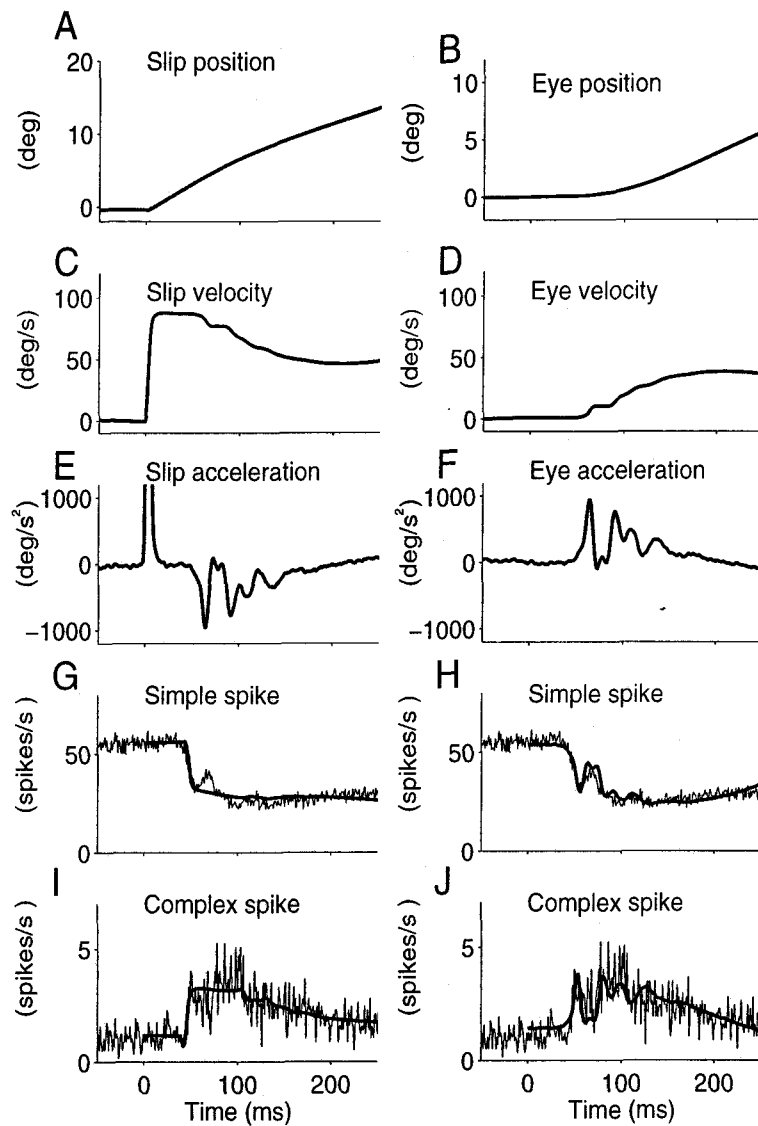 A
Slip position
20
10
0
(deg)
B
Eye position
10
5
0
(deg)
C
Slip velocity
100
50
0
(deg/s)
D
Eye velocity
100
50
0
(deg/s)
E
Slip acceleration
1000
0
−1000
(deg/s²)
F
Eye acceleration
1000
0
−1000
(deg/s²)
G
Simple spike
50
0
(spikes/s )
H
Simple spike
50
0
(spikes/s )
I
Complex spike
5
0
(spikes/s)
0 100 200
Time (ms)
J
Complex spike
5
0
(spikes/s)
0 100 200
Time (ms)